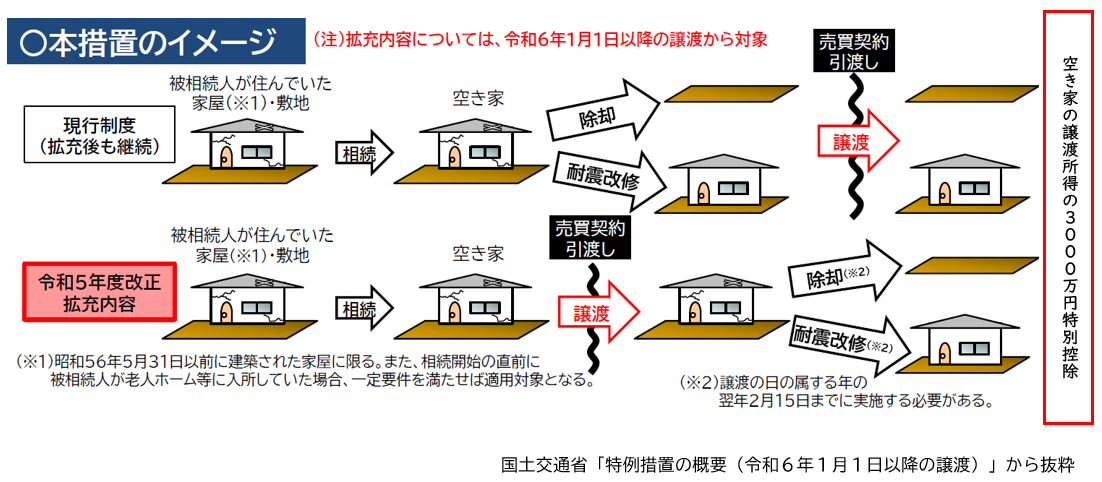 ○本措置のイメージ
(注)拡充内容については、令和6年1月1日以降の譲渡から対象
売買契約
引渡し
被相続人が住んでいた
家屋(※1)・敷地
空き家
現行制度
(拡充後も継続)
相続
除却
耐震改修
譲渡
売買契約
引渡し
被相続人が住んでいた
家屋(※1)・敷地
空き家
令和5年度改正
拡充内容
相続
譲渡
除却(※2)
耐震改修(※2)
(※1)昭和56年5月31日以前に建築された家屋に限る。また、相続開始の直前に
被相続人が老人ホーム等に入所していた場合、一定要件を満たせば適用対象となる。
(※2)譲渡の日の属する年の
翌年2月15日までに実施する必要がある。
空き家の譲渡所得の3000万円特別控除
国土交通省「特例措置の概要(令和6年1月1日以降の譲渡)」から抜粋